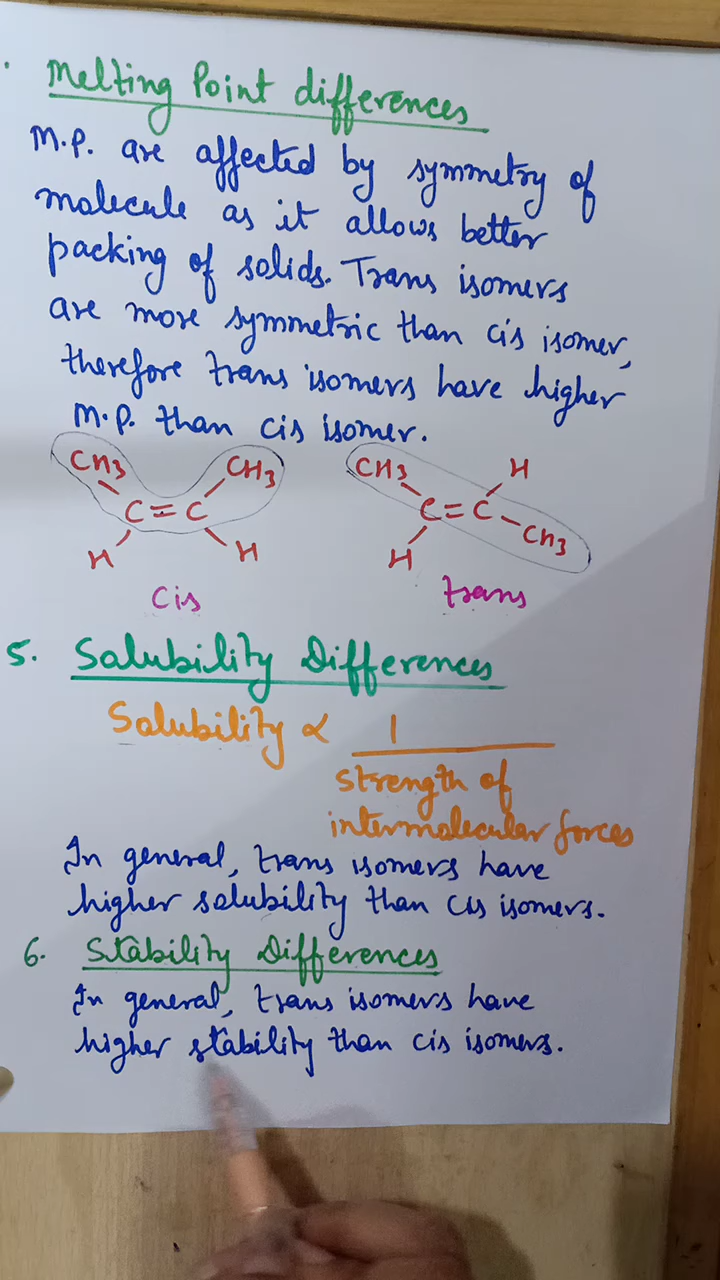 . Melting Point differences
M.P. are affected by symmetry of
molecule as it allows better
packing of solids. Trans isomers
are more symmetric than cis isomer,
therefore trans isomers have higher
M.P. than cis isomer.
CH3 CH3 CH3 H
C=C C=C
CH3
H H H
cis trans
5. Solubility Differences
Solubility ∝ 1
strength of
intermolecular forces
In general, trans isomers have
higher solubility than cis isomers.
6. Stability Differences
In general, trans isomers have
higher stability than cis isomers.